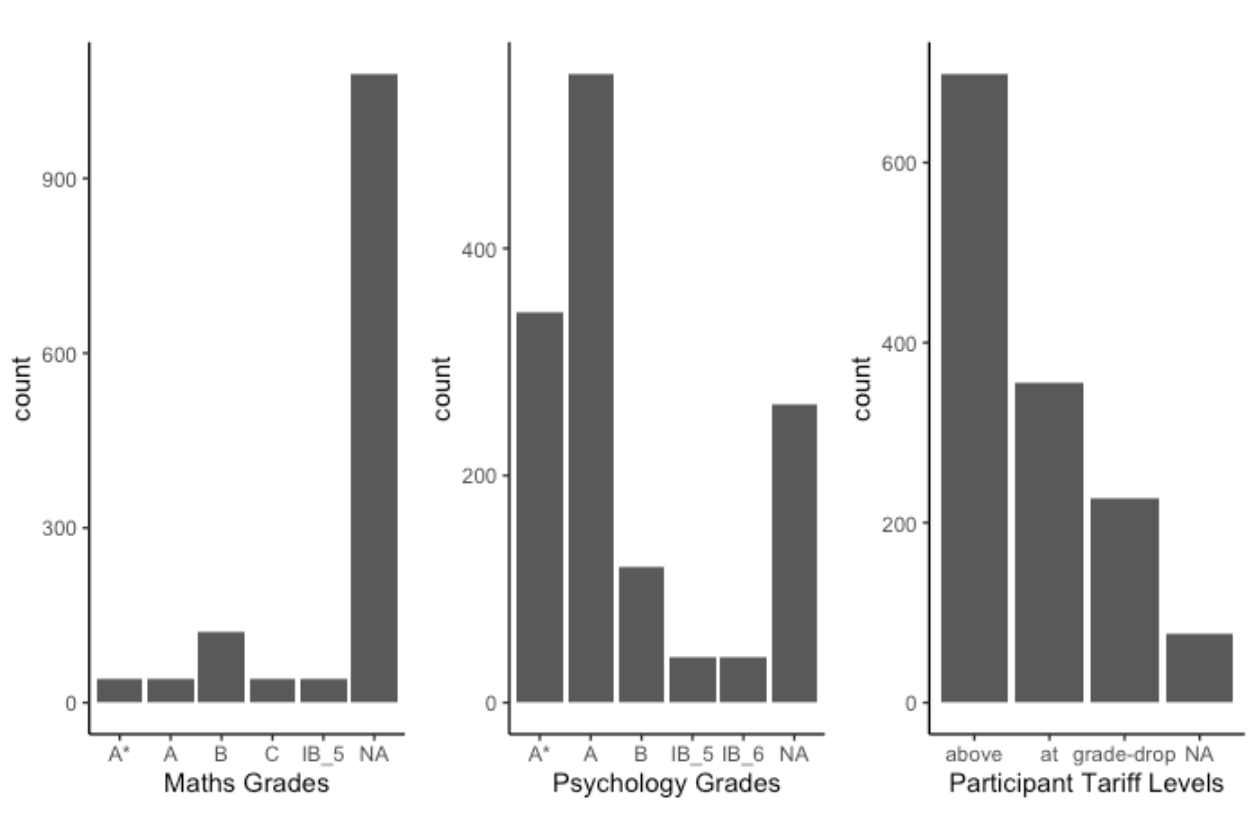 count
900
600
300
0
A* A B C IB_5 NA
Maths Grades
count
400
200
0
A* A B IB_5 IB_6 NA
Psychology Grades
count
600
400
200
0
above at grade-drop NA
Participant Tariff Levels